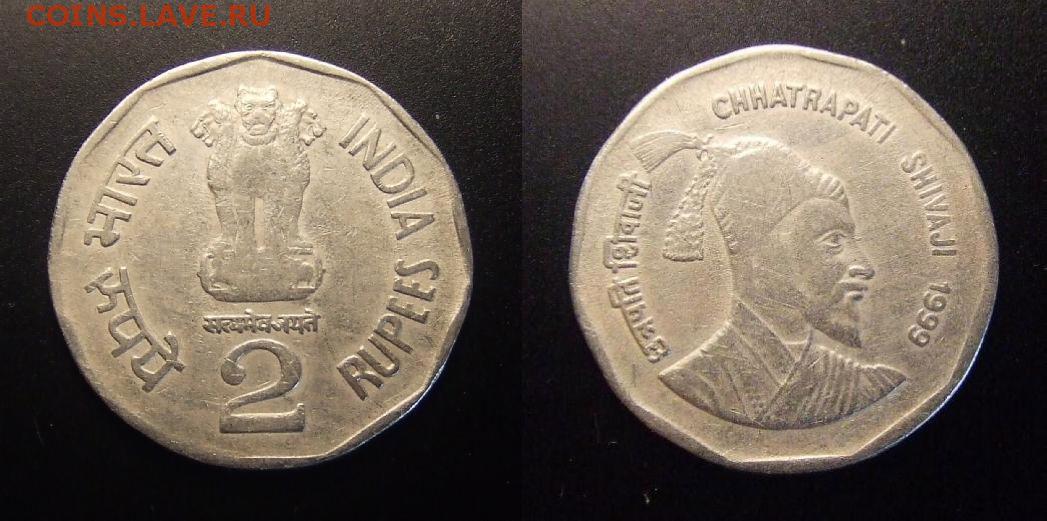 COINS.LAVE.RU
भारत INDIA
रूपये RUPEES
सत्यमेव जयते
2
छत्रपति शिवाजी
CHHATRAPATI SHIVAJI 1999